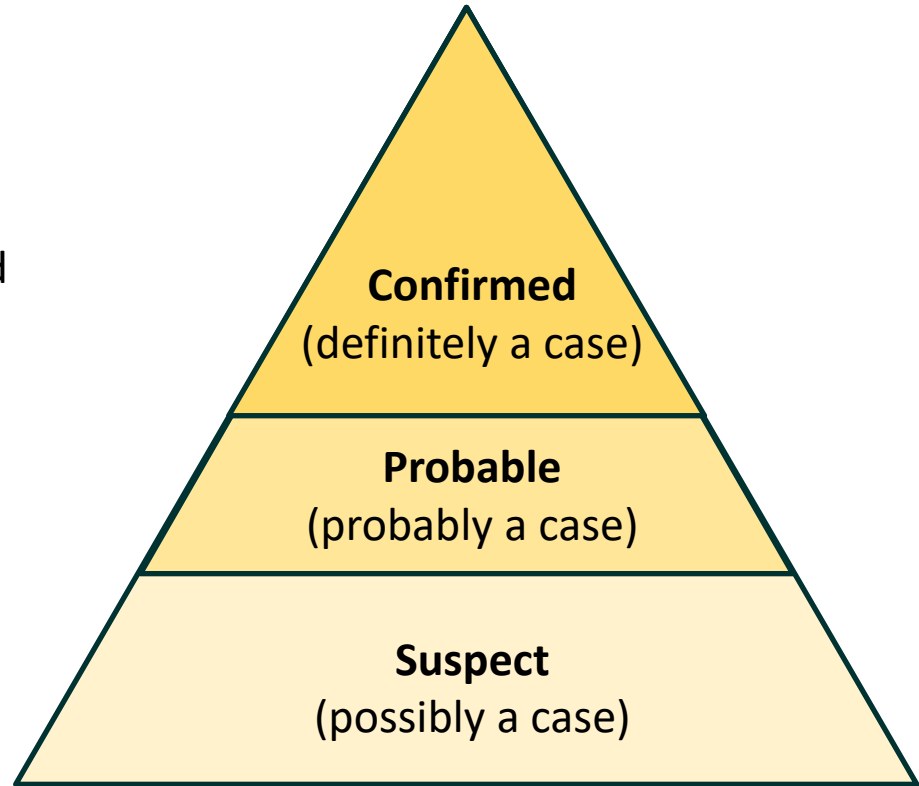 Confirmed
(definitely a case)
Probable
(probably a case)
Suspect
(possibly a case)